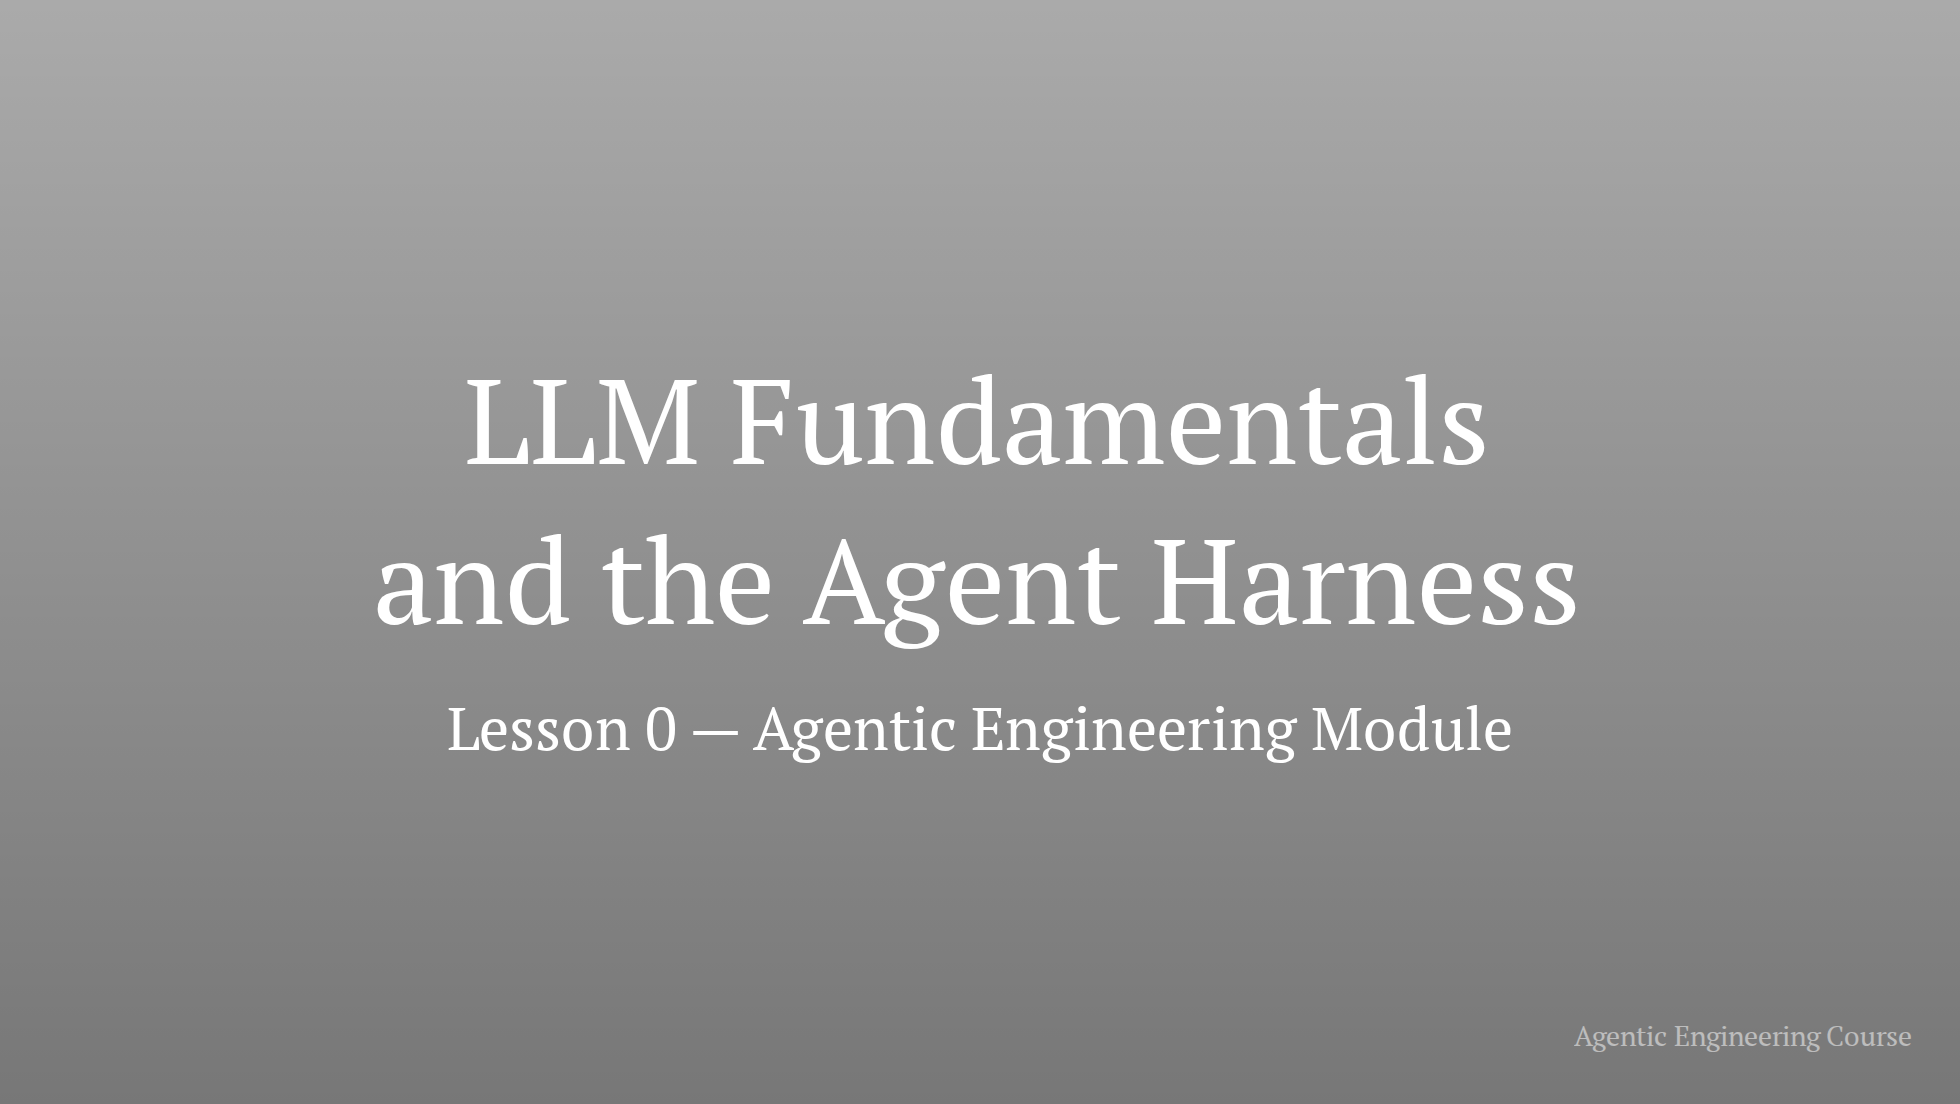 LLM Fundamentals
and the Agent Harness
Lesson 0 — Agentic Engineering Module
Agentic Engineering Course